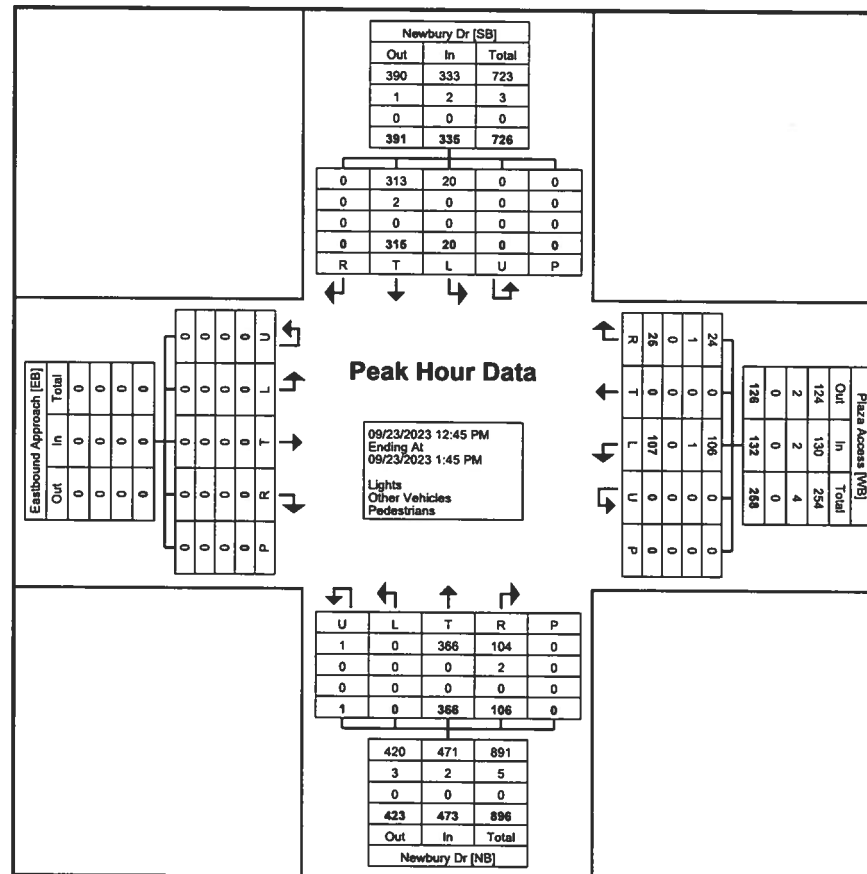 Newbury Dr [SB]
Out In Total
390 333 723
1 2 3
0 0 0
391 335 726
0 313 20 0 0
0 2 0 0 0
0 0 0 0 0
0 315 20 0 0
R T L U P
Eastbound Approach [EB]
Total In Out
0 0 0
0 0 0
0 0 0
0 0 0
0 0 0 0 0
0 0 0 0 0
0 0 0 0 0
0 0 0 0 0
U L T R P
Peak Hour Data
09/23/2023 12:45 PM
Ending At
09/23/2023 1:45 PM
Lights
Other Vehicles
Pedestrians
R T L U P
25 0 107 0 0
0 0 0 0 0
1 0 1 0 0
24 0 106 0 0
Plaza Access [WB]
Out In Total
124 130 254
2 2 4
0 0 0
126 132 258
U L T R P
1 0 366 104 0
0 0 0 2 0
0 0 0 0 0
1 0 366 106 0
420 471 891
3 2 5
0 0 0
423 473 896
Out In Total
Newbury Dr [NB]